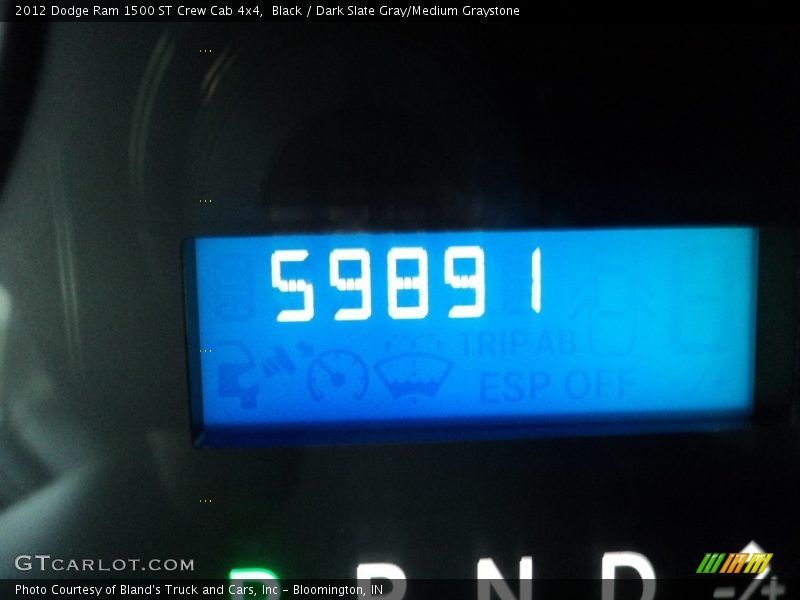 2012 Dodge Ram 1500 ST Crew Cab 4x4,  Black / Dark Slate Gray/Medium Graystone
59891
TRIP AB
ESP OFF
P R N D -/+
GTCARLOT.COM
Photo Courtesy of Bland's Truck and Cars, Inc - Bloomington, IN